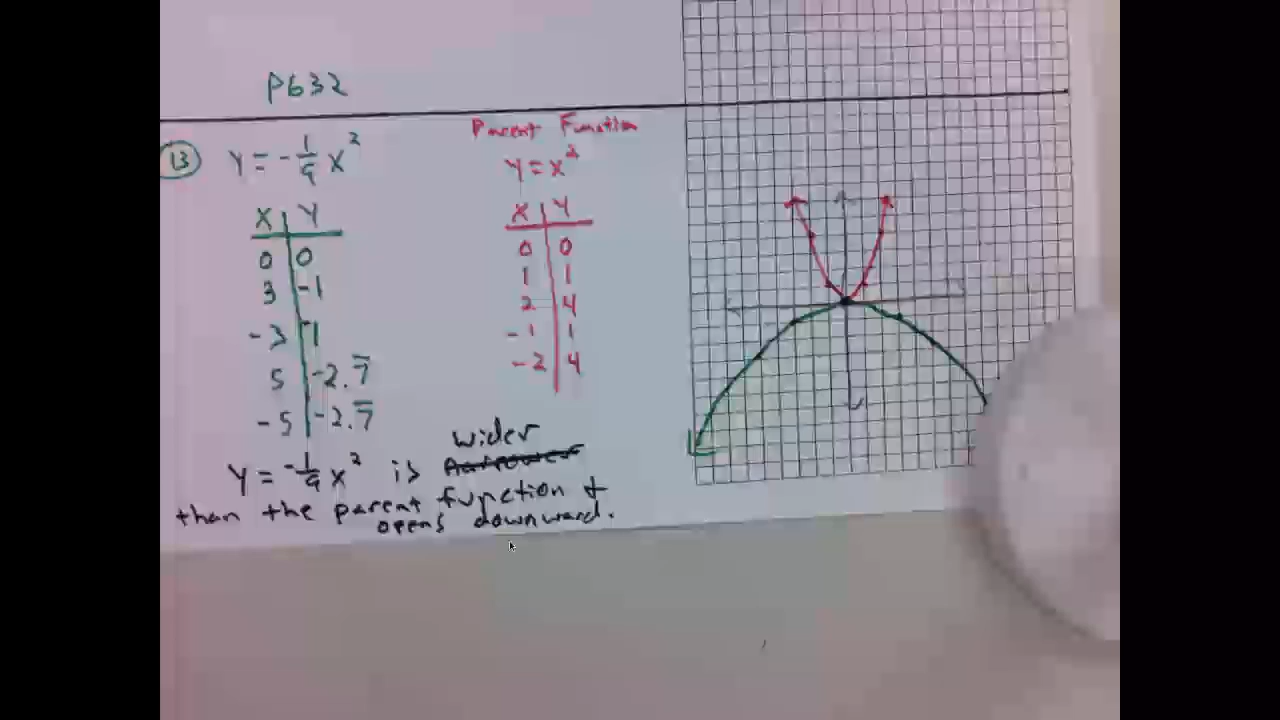 P632
13 Y = -1/9 x²
X Y
0 0
3 -1
-3 -1
5 -2.7̅
-5 -2.7̅
Parent Function
Y = x²
X Y
0 0
1 1
2 4
-1 1
-2 4
wider
Y = -1/9 x² is narrower
than the parent function &
opens downward.